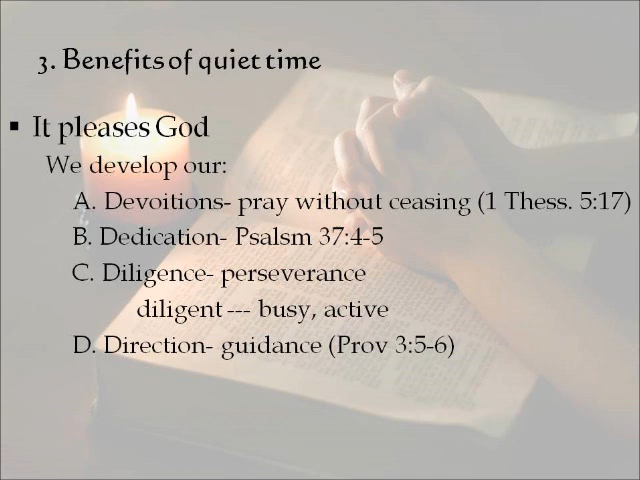 3. Benefits of quiet time
▪ It pleases God
We develop our:
A. Devoitions- pray without ceasing (1 Thess. 5:17)
B. Dedication- Psalsm 37:4-5
C. Diligence- perseverance
diligent --- busy, active
D. Direction- guidance (Prov 3:5-6)